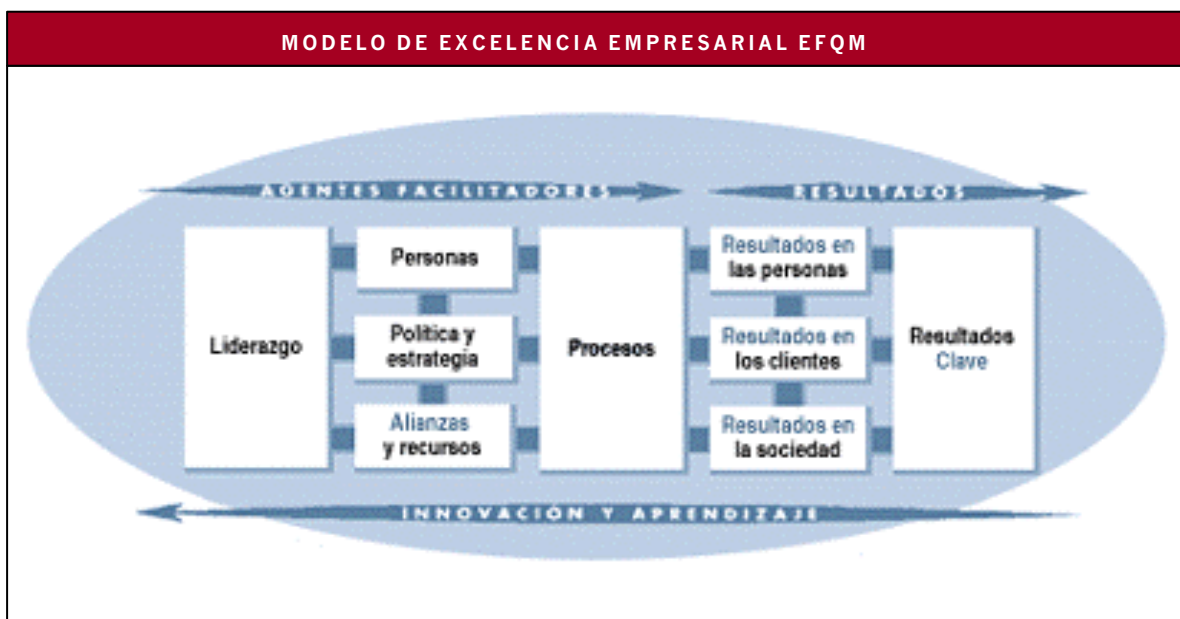 MODELO DE EXCELENCIA EMPRESARIAL EFQM
AGENTES FACILITADORES
RESULTADOS
Liderazgo
Personas
Política y
estrategia
Alianzas
y recursos
Procesos
Resultados en
las personas
Resultados en
los clientes
Resultados en
la sociedad
Resultados
Clave
INNOVACIÓN Y APRENDIZAJE